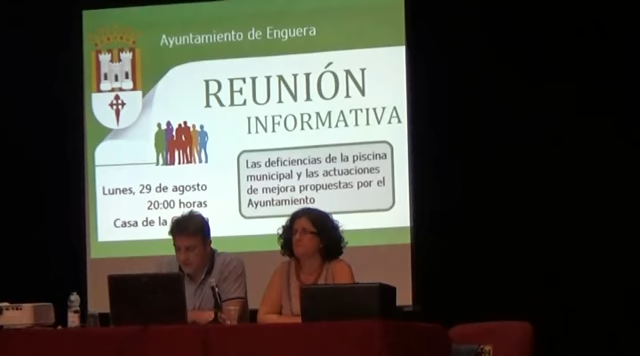 Ayuntamiento de Enguera
REUNIÓN
INFORMATIVA
Las deficiencias de la piscina
municipal y las actuaciones
de mejora propuestas por el
Ayuntamiento
Lunes, 29 de agosto
20:00 horas
Casa de la